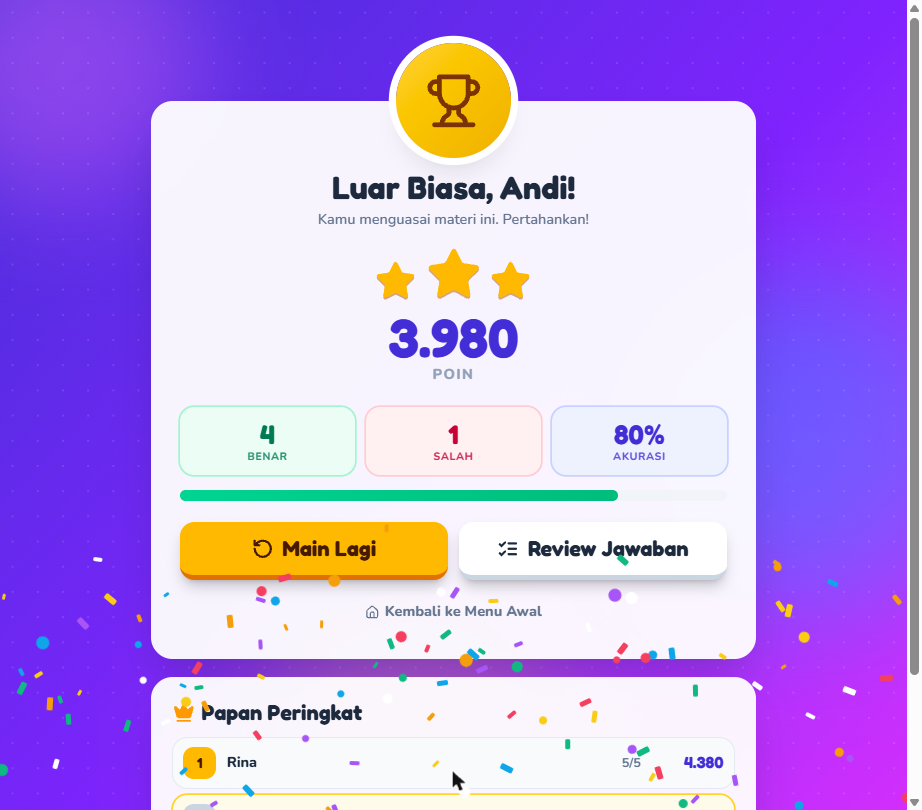 Luar Biasa, Andi!
Kamu menguasai materi ini. Pertahankan!
3.980
POIN
4
BENAR
1
SALAH
80%
AKURASI
Main Lagi
Review Jawaban
Kembali ke Menu Awal
Papan Peringkat
1 Rina 5/5 4.380